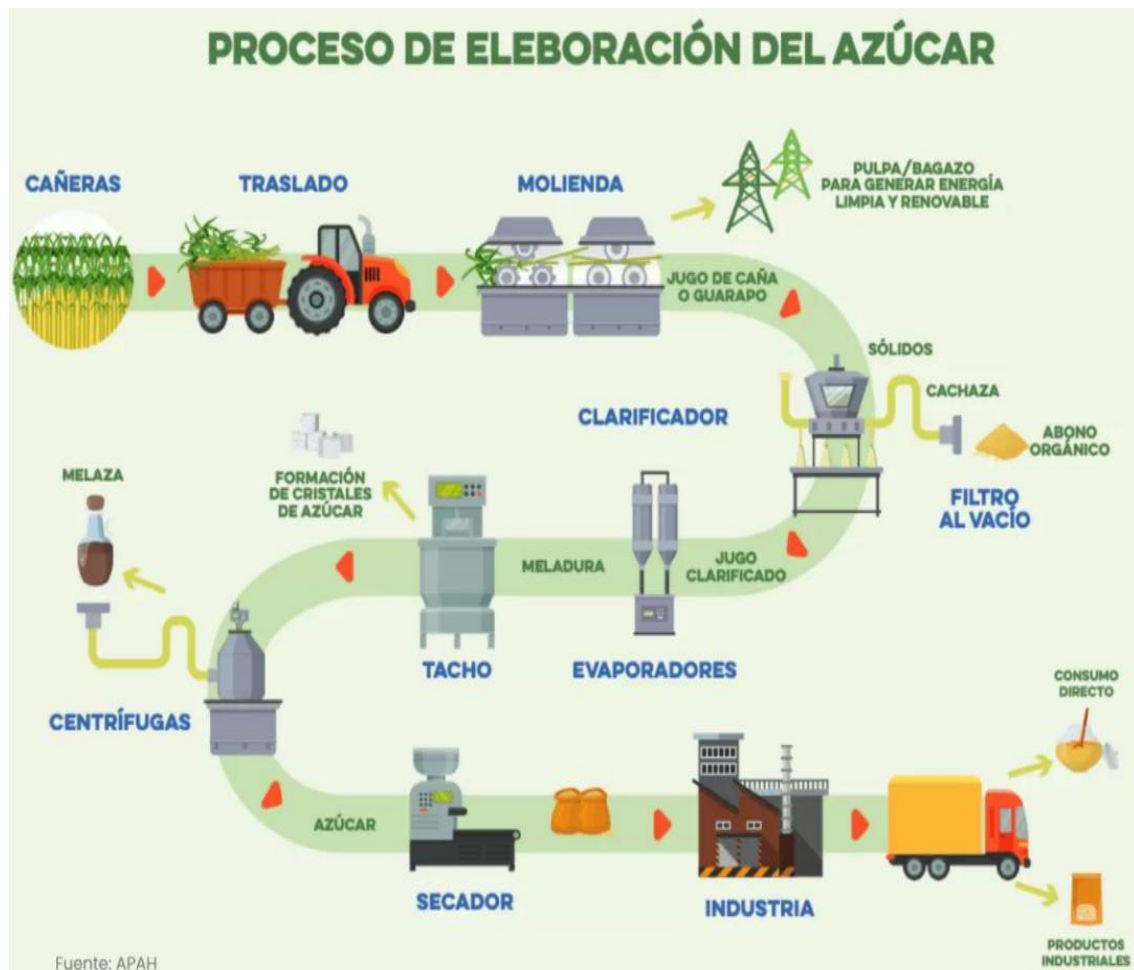 PROCESO DE ELEBORACIÓN DEL AZÚCAR
CAÑERAS
TRASLADO
MOLIENDA
PULPA/BAGAZO
PARA GENERAR ENERGÍA
LIMPIA Y RENOVABLE
JUGO DE CAÑA
O GUARAPO
SÓLIDOS
CACHAZA
ABONO
ORGÁNICO
FILTRO
AL VACÍO
CLARIFICADOR
JUGO
CLARIFICADO
EVAPORADORES
MELADURA
TACHO
FORMACIÓN
DE CRISTALES
DE AZÚCAR
MELAZA
CENTRÍFUGAS
AZÚCAR
SECADOR
INDUSTRIA
CONSUMO
DIRECTO
PRODUCTOS
INDUSTRIALES
Fuente: APAH